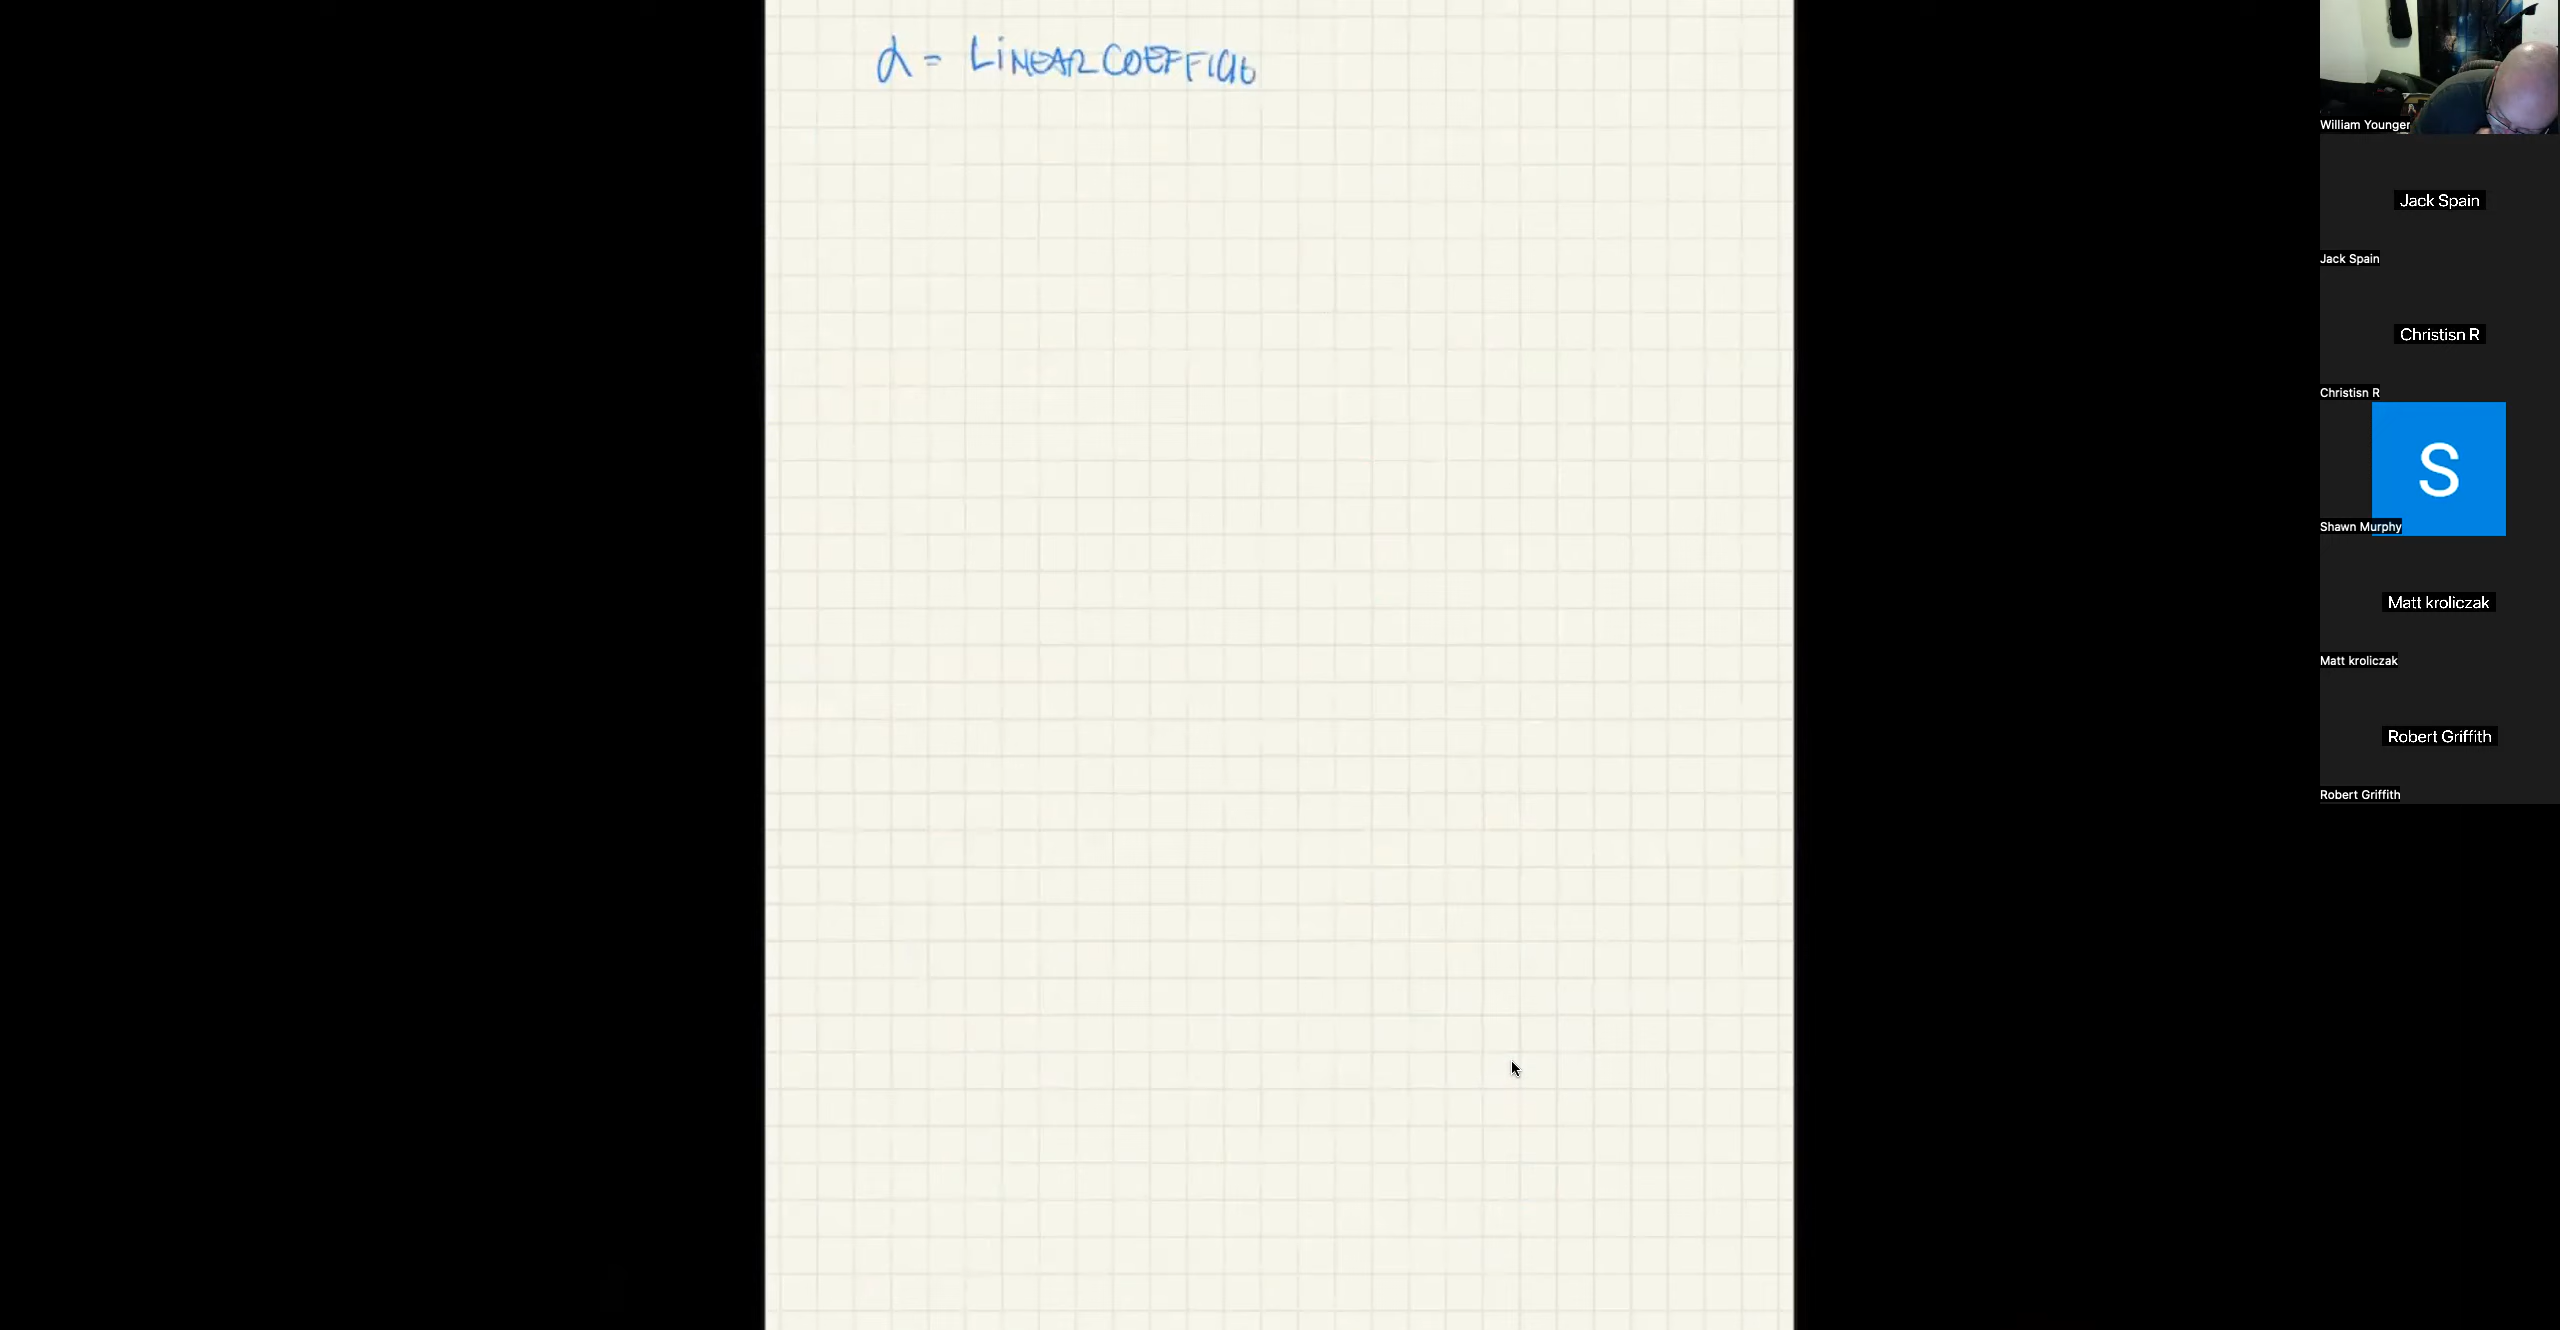 α = LINEAR COEFFICIE
William Younger
Jack Spain
Jack Spain
Christisn R
Christisn R
S
Shawn Murphy
Matt kroliczak
Matt kroliczak
Robert Griffith
Robert Griffith